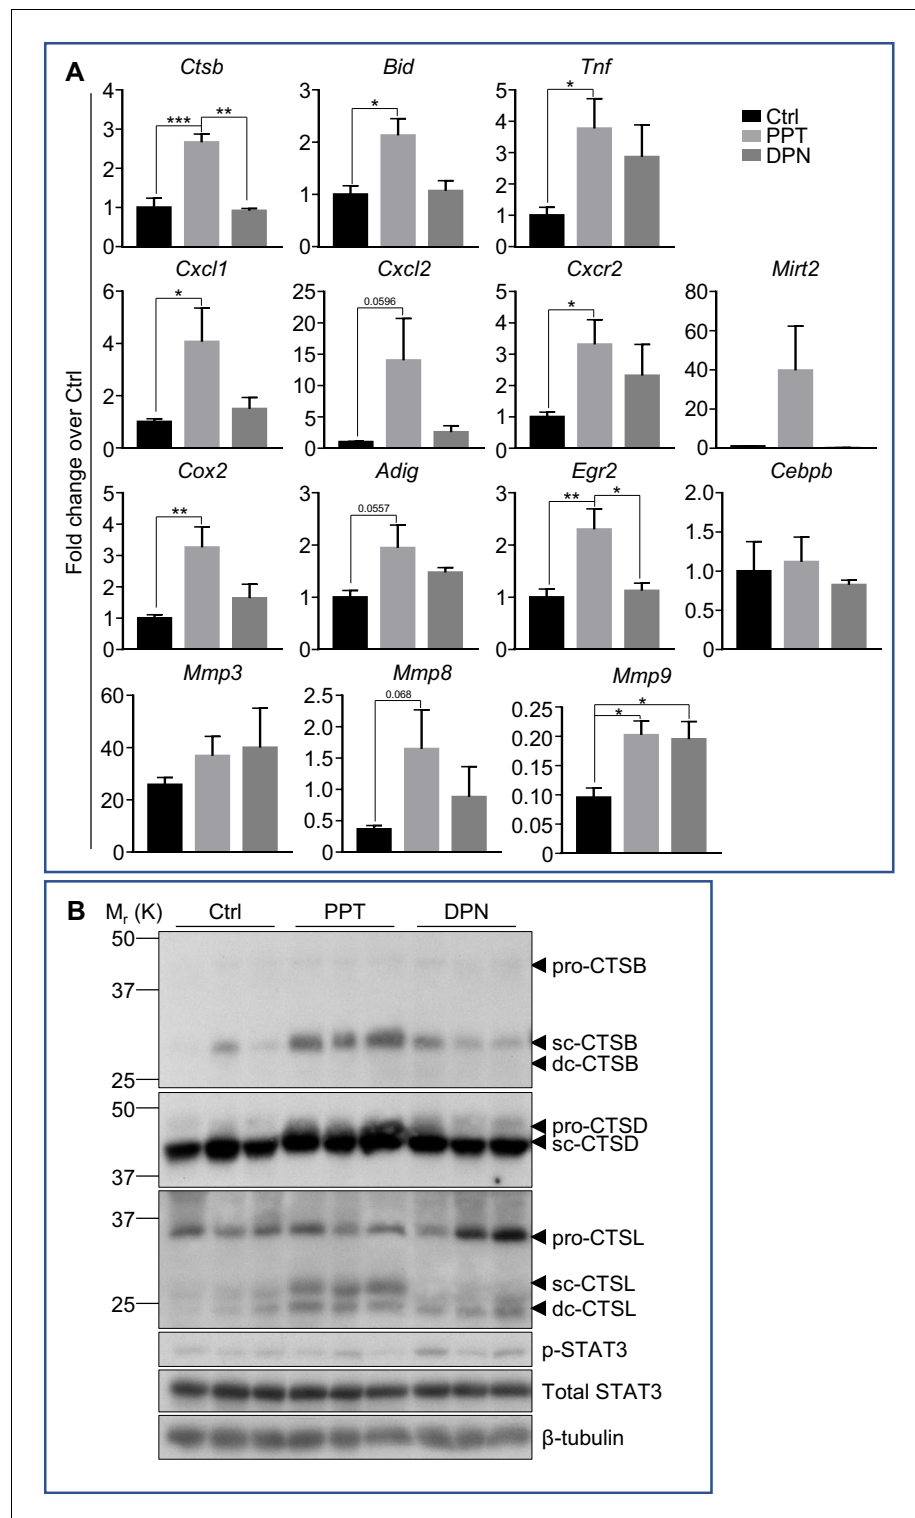 A
Ctsb
Bid
Tnf
4
3
2
1
0
*** **
3
2
1
0
*
5
4
3
2
1
0
*
Ctrl
PPT
DPN
Fold change over Ctrl
Cxcl1
Cxcl2
Cxcr2
Mirt2
6
4
2
0
*
25
20
15
10
5
0
0.0596
5
4
3
2
1
0
*
80
60
40
20
0
Cox2
Adig
Egr2
Cebpb
5
4
3
2
1
0
**
3
2
1
0
0.0557
3
2
1
0
** *
2.0
1.5
1.0
0.5
0
Mmp3
Mmp8
Mmp9
60
40
20
0
2.5
2.0
1.5
1.0
0.5
0
0.068
0.25
0.20
0.15
0.10
0.05
0
*
*
B Mr (K) Ctrl PPT DPN
50
pro-CTSB
37
sc-CTSB
dc-CTSB
25
50
pro-CTSD
sc-CTSD
37
37
pro-CTSL
sc-CTSL
25
dc-CTSL
p-STAT3
Total STAT3
β-tubulin